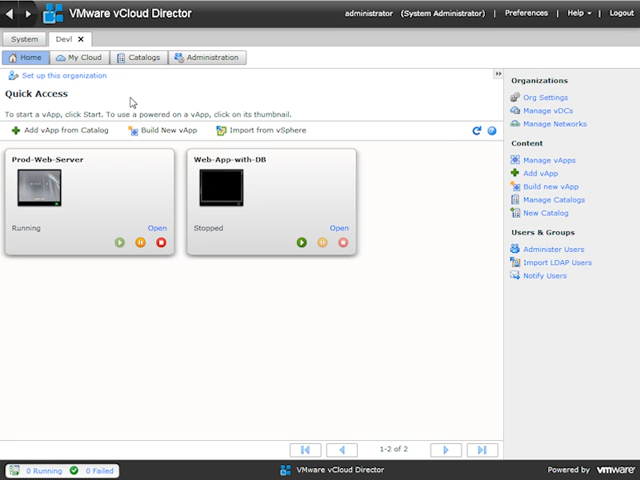 VMware vCloud Director
administrator (System Administrator) | Preferences | Help | Logout
System Devl
Home My Cloud Catalogs Administration
Set up this organization
Quick Access
To start a vApp, click Start. To use a powered on a vApp, click on its thumbnail.
Add vApp from Catalog Build New vApp Import from vSphere
Prod-Web-Server
Running Open
Web-App-with-DB
Stopped Open
1-2 of 2
Organizations
Org Settings
Manage vDCs
Manage Networks
Content
Manage vApps
Add vApp
Build new vApp
Manage Catalogs
New Catalog
Users & Groups
Administer Users
Import LDAP Users
Notify Users
0 Running 0 Failed
VMware vCloud Director
Powered by vmware